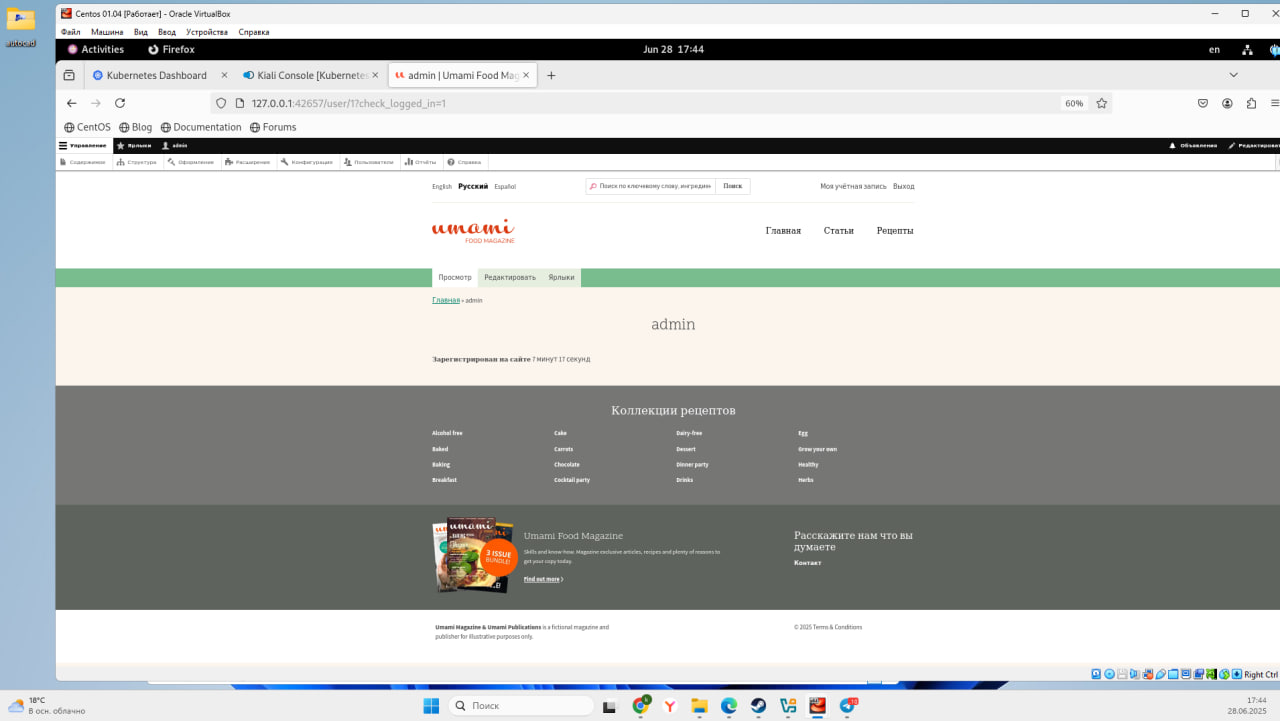 Centos 01.04 [Работает] - Oracle VirtualBox
autocad
Файл Машина Вид Ввод Устройства Справка
Activities Firefox Jun 28 17:44 en
Kubernetes Dashboard Kiali Console [Kubernetes admin | Umami Food Mag
127.0.0.1:42657/user/1?check_logged_in=1 60%
CentOS Blog Documentation Forums
Управление Ярлыки admin Объявления Редактироват
Содержимое Структура Оформление Расширения Конфигурация Пользователи Отчёты Справка
English Русский Español Поиск по ключевому слову, ингредиен Поиск Моя учётная запись Выход
umami
FOOD MAGAZINE
Главная Статьи Рецепты
Просмотр Редактировать Ярлыки
Главная » admin
admin
Зарегистрирован на сайте 7 минут 17 секунд
Коллекции рецептов
Alcohol free Cake Dairy-free Egg
Baked Carrots Dessert Grow your own
Baking Chocolate Dinner party Healthy
Breakfast Cocktail party Drinks Herbs
umami
3 ISSUE
BUNDLE!
Umami Food Magazine
Skills and know-how. Magazine exclusive articles, recipes and plenty of reasons to
get your copy today.
Find out more
Расскажите нам что вы
думаете
Контакт
Umami Magazine & Umami Publications is a fictional magazine and
publisher for illustrative purposes only.
© 2025 Terms & Conditions
Right Ctrl
18°C
В осн. облачно
Поиск
17:44
28.06.2025